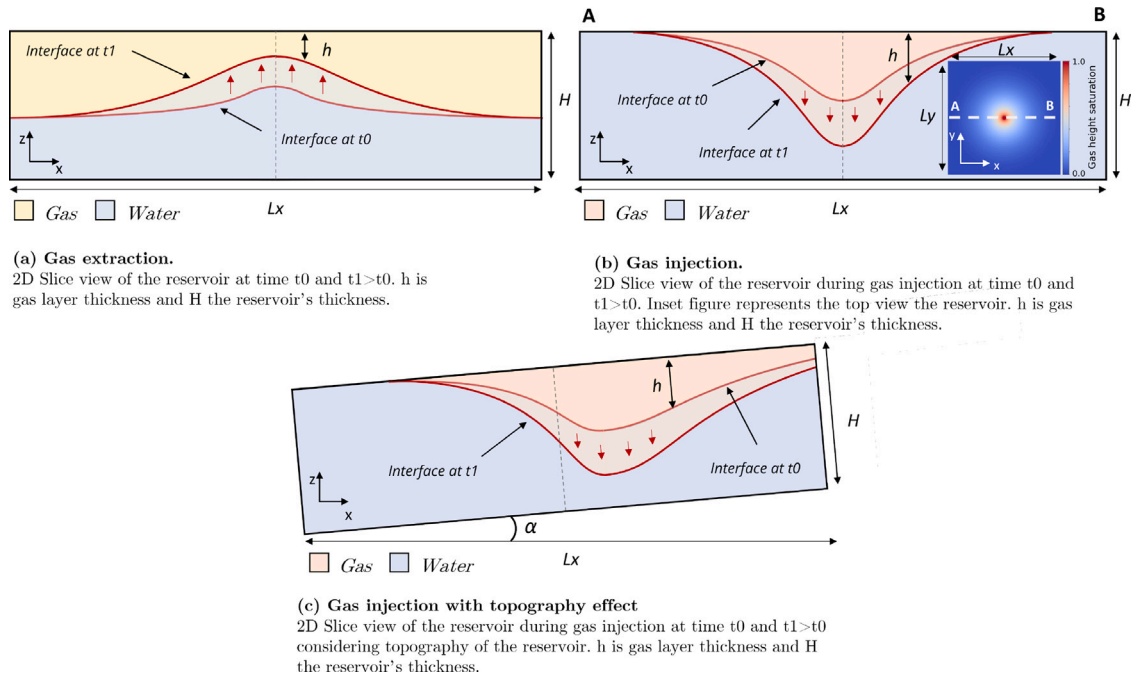 Interface at t1
h
H
Interface at t0
z
x
Lx
Gas Water
(a) Gas extraction.
2D Slice view of the reservoir at time t0 and t1>t0. h is
gas layer thickness and H the reservoir's thickness.
A
B
h
Lx
1.0
Interface at t0
H
Ly
A
B
Gas height saturation
Interface at t1
y
x
0.0
z
x
Lx
Gas Water
(b) Gas injection.
2D Slice view of the reservoir during gas injection at time t0 and
t1>t0. Inset figure represents the top view the reservoir. h is gas
layer thickness and H the reservoir's thickness.
h
H
Interface at t1
Interface at t0
z
x
α
Lx
Gas Water
(c) Gas injection with topography effect
2D Slice view of the reservoir during gas injection at time t0 and t1>t0
considering topography of the reservoir. h is gas layer thickness and H
the reservoir's thickness.